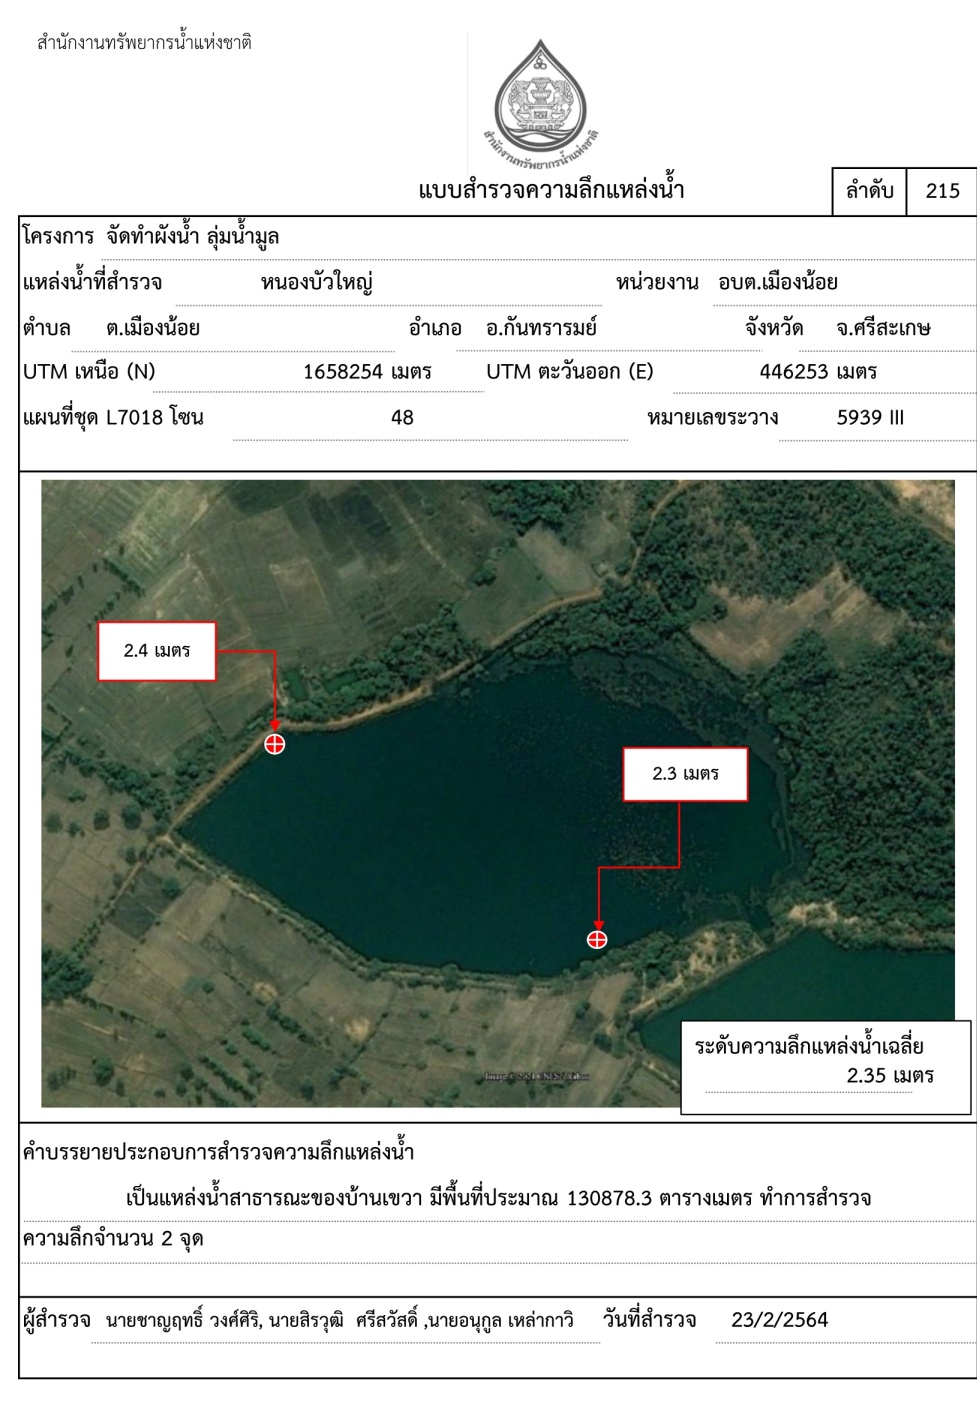 สำนักงานทรัพยากรน้ำแห่งชาติ
สำนักงานทรัพยากรน้ำแห่งชาติ
แบบสำรวจความลึกแหล่งน้ำ
ลำดับ 215
โครงการ จัดทำผังน้ำ ลุ่มน้ำมูล
แหล่งน้ำที่สำรวจ หนองบัวใหญ่ หน่วยงาน อบต.เมืองน้อย
ตำบล ต.เมืองน้อย อำเภอ อ.กันทรารมย์ จังหวัด จ.ศรีสะเกษ
UTM เหนือ (N) 1658254 เมตร UTM ตะวันออก (E) 446253 เมตร
แผนที่ชุด L7018 โซน 48 หมายเลขระวาง 5939 III
2.4 เมตร
2.3 เมตร
ระดับความลึกแหล่งน้ำเฉลี่ย
2.35 เมตร
Image © 2021 CNES / Airbus
คำบรรยายประกอบการสำรวจความลึกแหล่งน้ำ
เป็นแหล่งน้ำสาธารณะของบ้านเขวา มีพื้นที่ประมาณ 130878.3 ตารางเมตร ทำการสำรวจ
ความลึกจำนวน 2 จุด
ผู้สำรวจ นายชาญฤทธิ์ วงศ์ศิริ, นายสิรวุฒิ ศรีสวัสดิ์ ,นายอนุกูล เหล่ากาวิ วันที่สำรวจ 23/2/2564